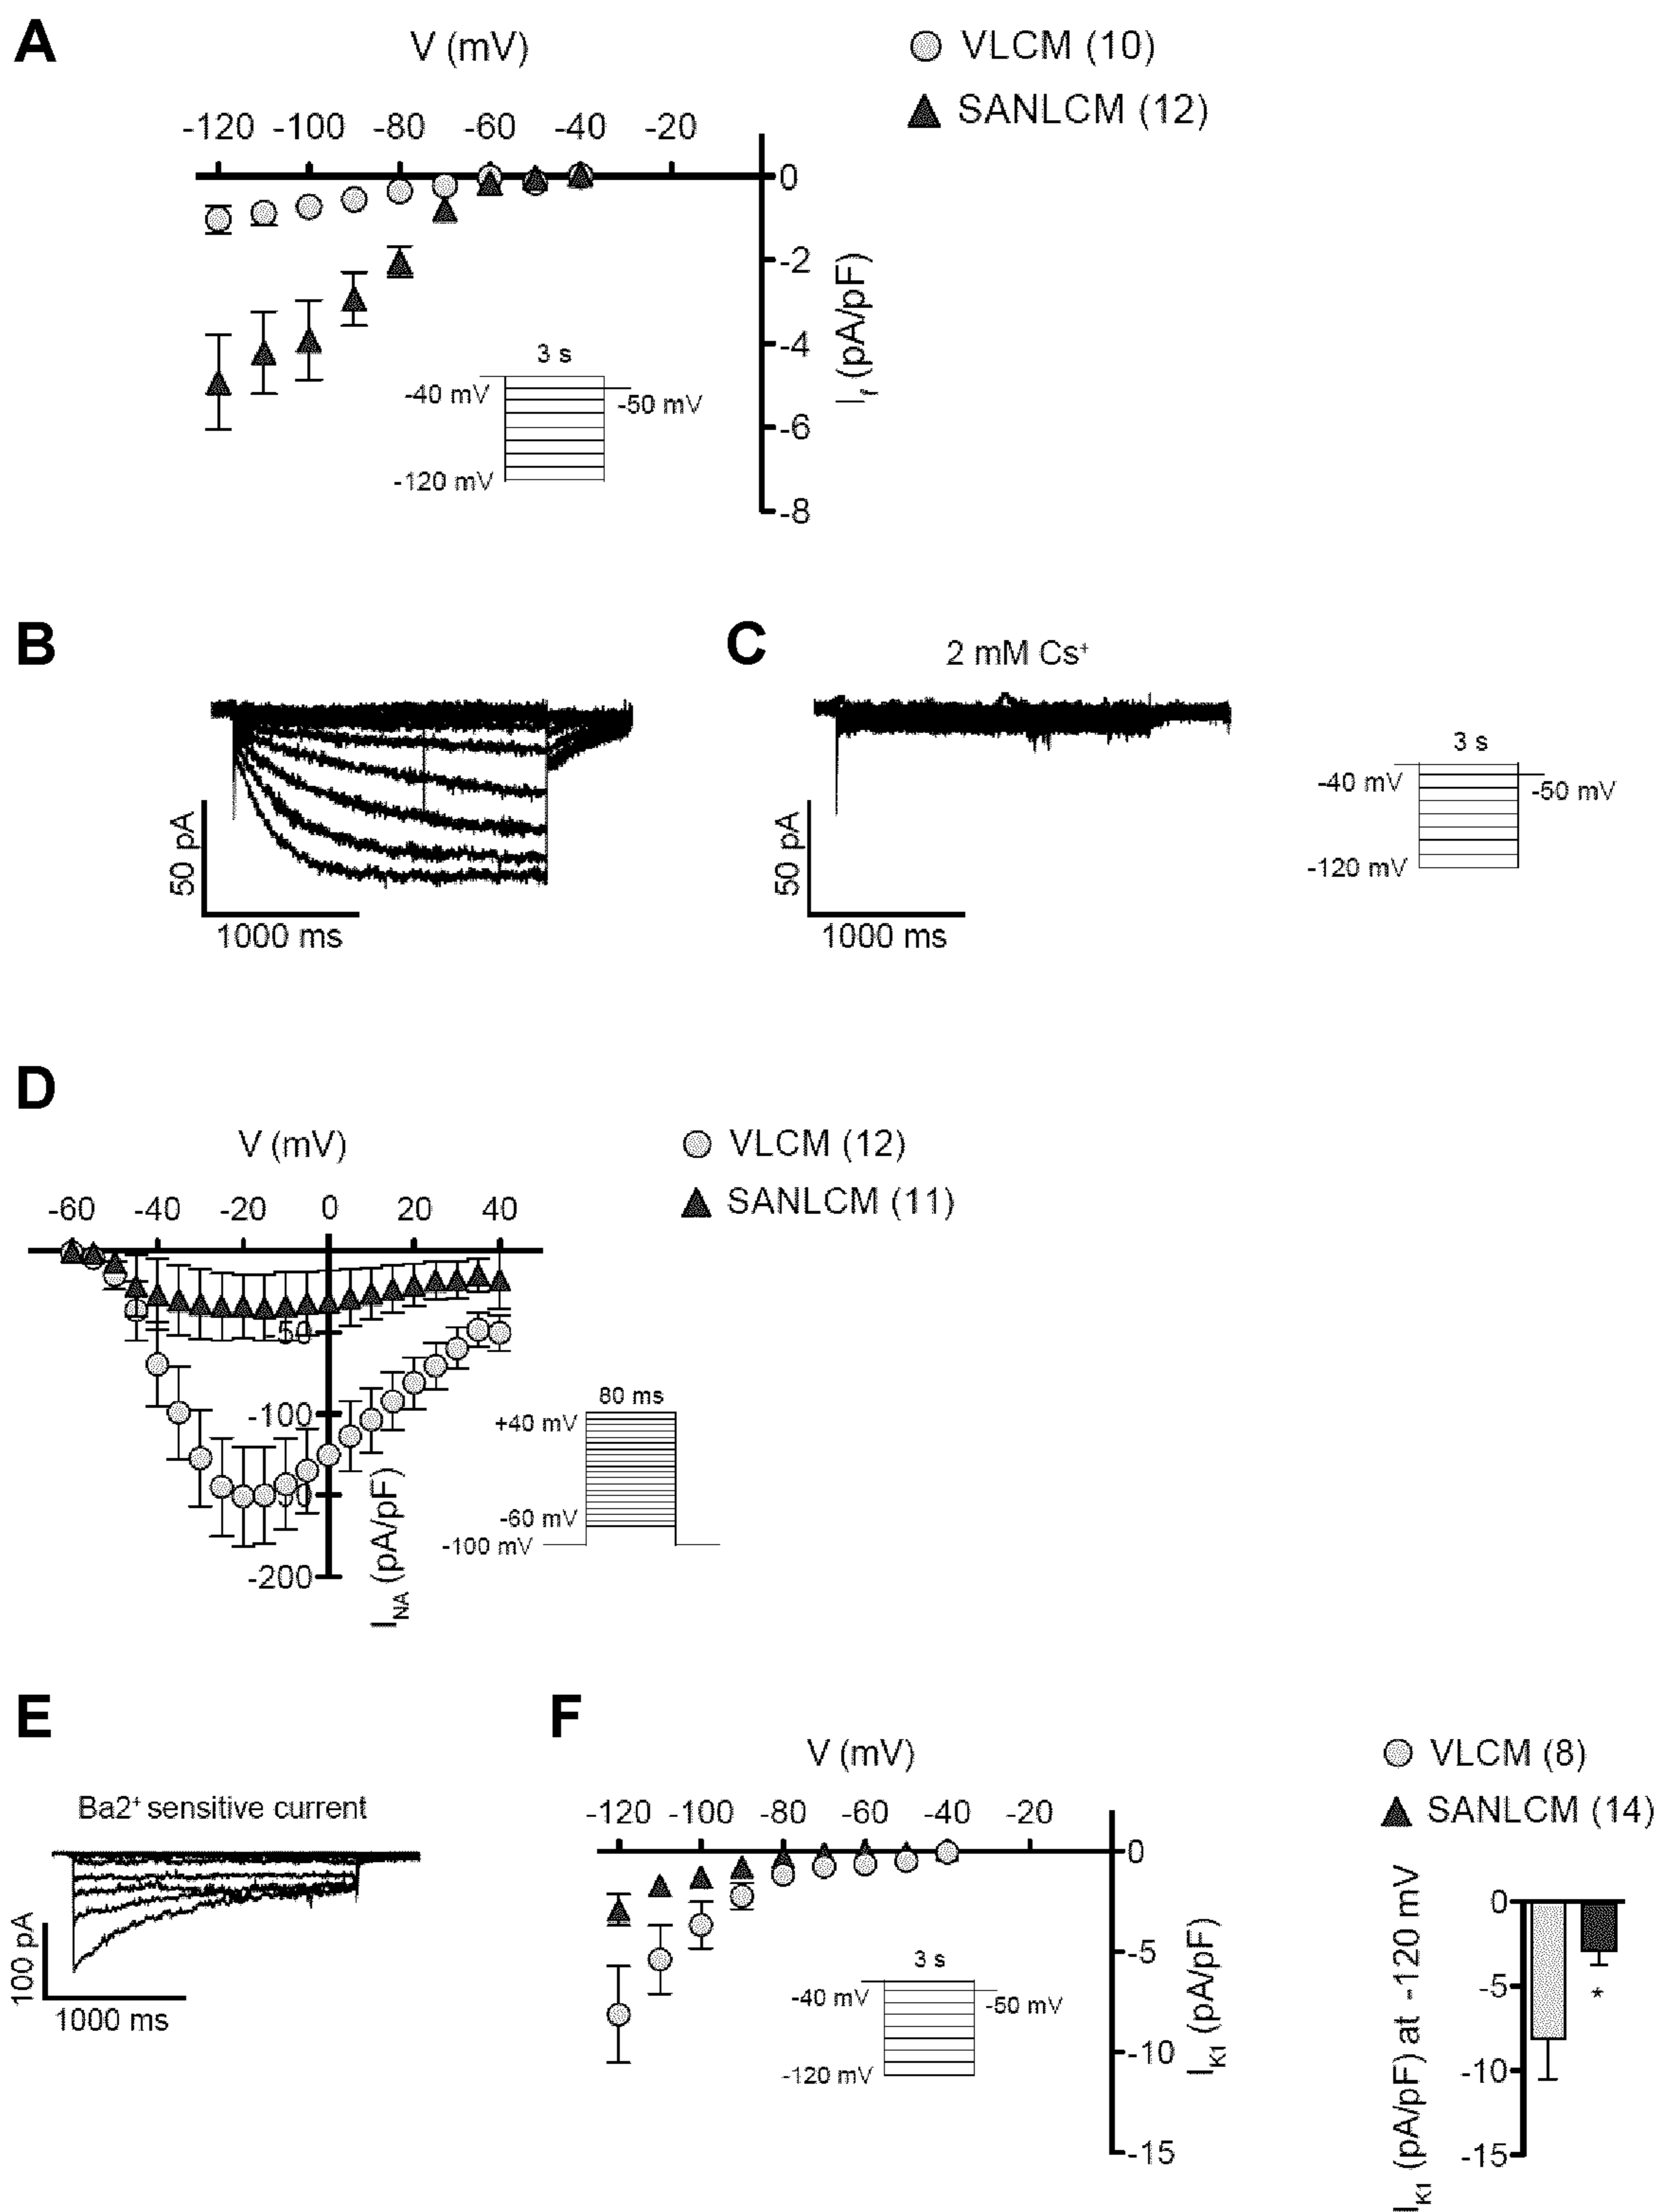 A
V (mV)
VLCM (10)
SANLCM (12)
-120 -100 -80 -60 -40 -20
0
-2
-4
-6
-8
If (pA/pF)
3 s
-40 mV
-50 mV
-120 mV
B
50 pA
1000 ms
C
2 mM Cs+
50 pA
1000 ms
3 s
-40 mV
-50 mV
-120 mV
D
V (mV)
VLCM (12)
SANLCM (11)
-60 -40 -20 0 20 40
-50
-100
-200
INA (pA/pF)
80 ms
+40 mV
-60 mV
-100 mV
E
Ba2+ sensitive current
100 pA
1000 ms
F
V (mV)
VLCM (8)
SANLCM (14)
-120 -100 -80 -60 -40 -20
0
-5
-10
-15
IK1 (pA/pF)
3 s
-40 mV
-50 mV
-120 mV
0
-5
-10
-15
IK1 (pA/pF) at -120 mV
*